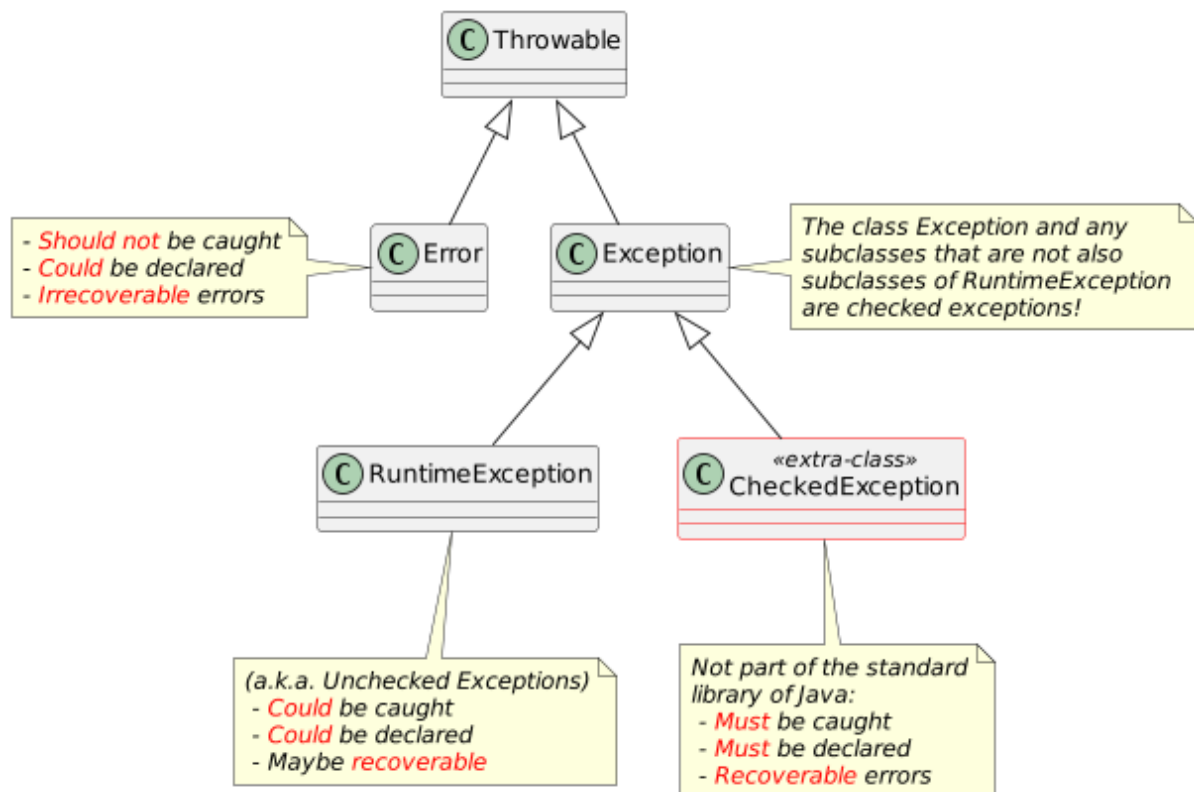 C Throwable
- Should not be caught
- Could be declared
- Irrecoverable errors
C Error
C Exception
The class Exception and any
subclasses that are not also
subclasses of RuntimeException
are checked exceptions!
C RuntimeException
«extra-class»
C CheckedException
(a.k.a. Unchecked Exceptions)
- Could be caught
- Could be declared
- Maybe recoverable
Not part of the standard
library of Java:
- Must be caught
- Must be declared
- Recoverable errors